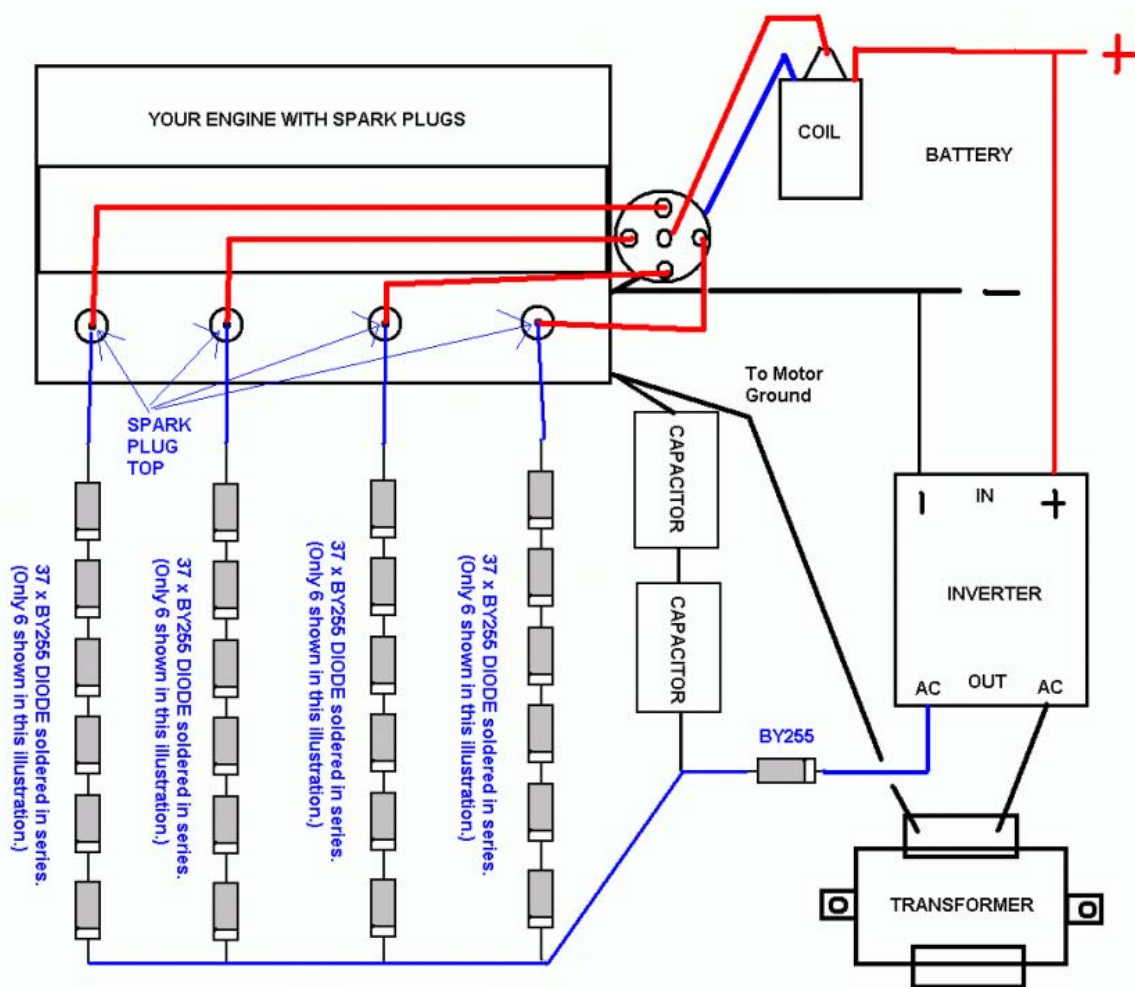 YOUR ENGINE WITH SPARK PLUGS
COIL
+
BATTERY
−
To Motor
Ground
SPARK
PLUG
TOP
37 x BY255 DIODE soldered in series.
(Only 6 shown in this illustration.)
37 x BY255 DIODE soldered in series.
(Only 6 shown in this illustration.)
37 x BY255 DIODE soldered in series.
(Only 6 shown in this illustration.)
37 x BY255 DIODE soldered in series.
(Only 6 shown in this illustration.)
CAPACITOR
CAPACITOR
BY255
− IN +
INVERTER
AC OUT AC
TRANSFORMER